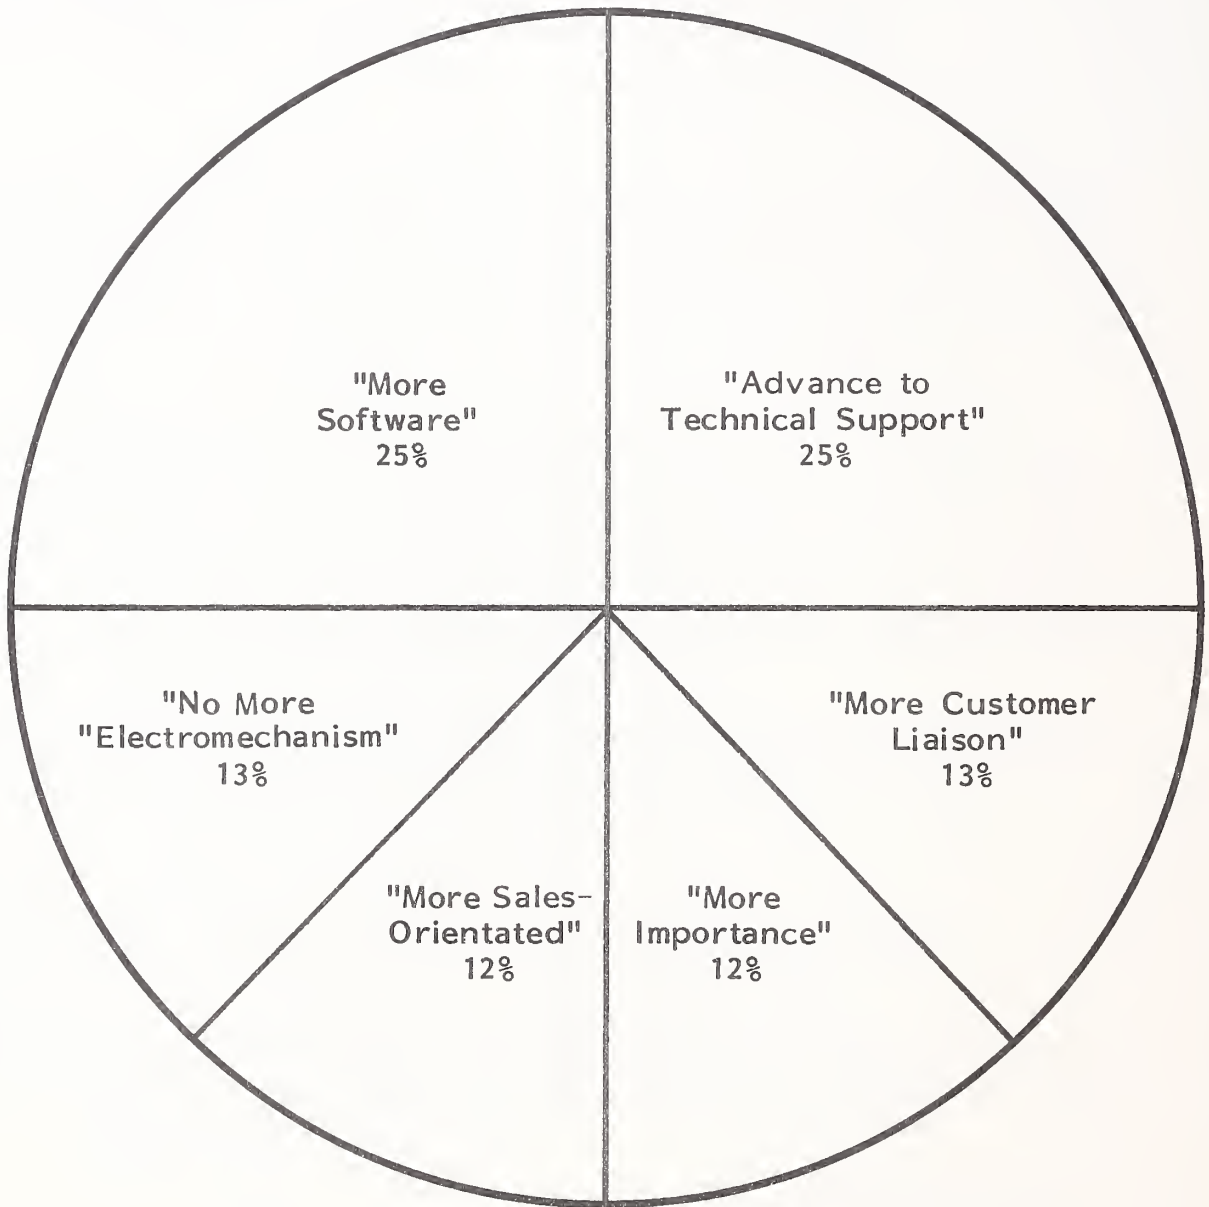 "More
Software"
25%
"Advance to
Technical Support"
25%
"No More
"Electromechanism"
13%
"More Customer
Liaison"
13%
"More Sales-
Orientated"
12%
"More
Importance"
12%